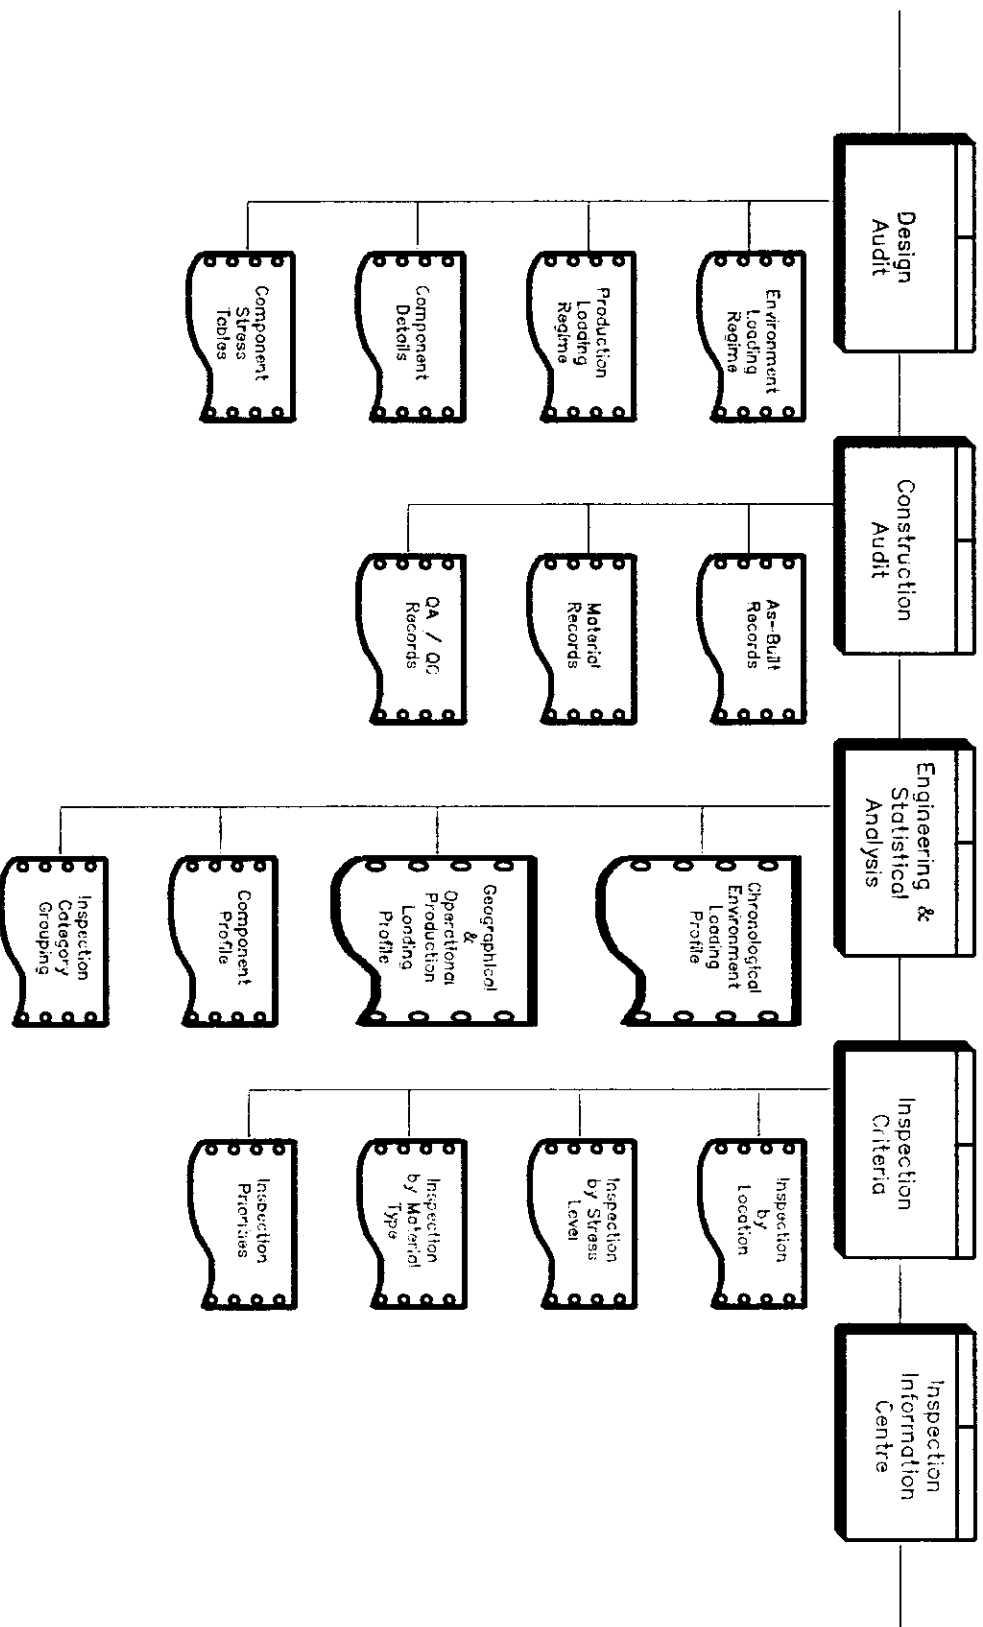 Design
Audit
Environment
Loading
Regime
Production
Loading
Regime
Component
Details
Component
Stress
Tables
Construction
Audit
As-Built
Records
Material
Records
QA / QC
Records
Engineering &
Statistical
Analysis
Chronological
Environment
Loading
Profile
Geographical
&
Operational
Production
Loading
Profile
Component
Profile
Inspection
Category
Grouping
Inspection
Criteria
Inspection
by
Location
Inspection
by Stress
Level
Inspection
by Material
Type
Inspection
Priorities
Inspection
Information
Centre